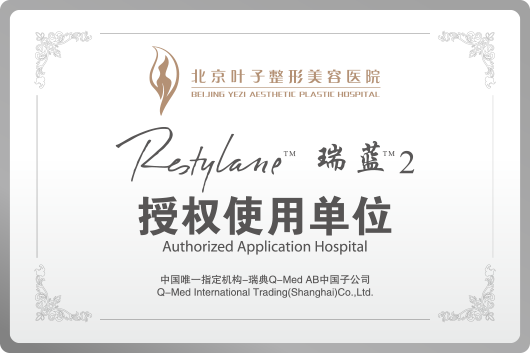 北京叶子整形美容医院
BEIJING YEZI AESTHETIC PLASTIC HOSPITAL
Restylane™ 瑞蓝™2
授权使用单位
Authorized Application Hospital
中国唯一指定机构-瑞典Q-Med AB中国子公司
Q-Med International Trading(Shanghai)Co.,Ltd.